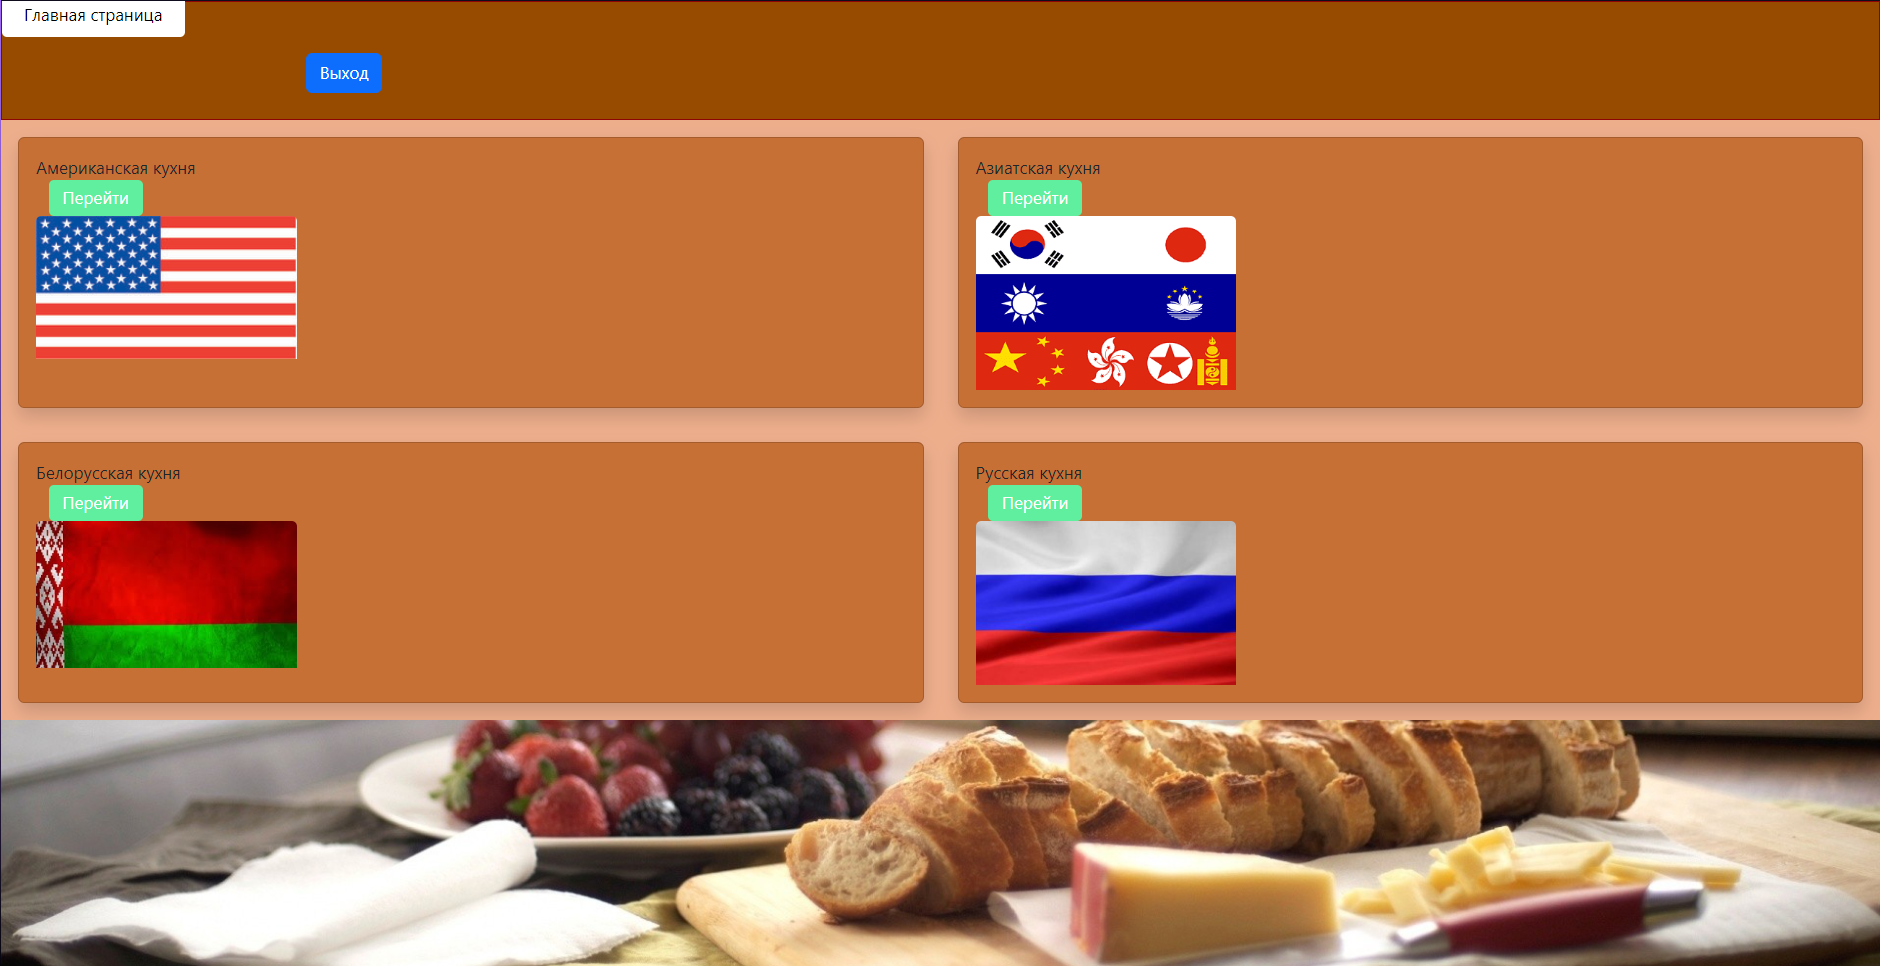 Главная страница
Выход
Американская кухня
Перейти
Азиатская кухня
Перейти
Белорусская кухня
Перейти
Русская кухня
Перейти